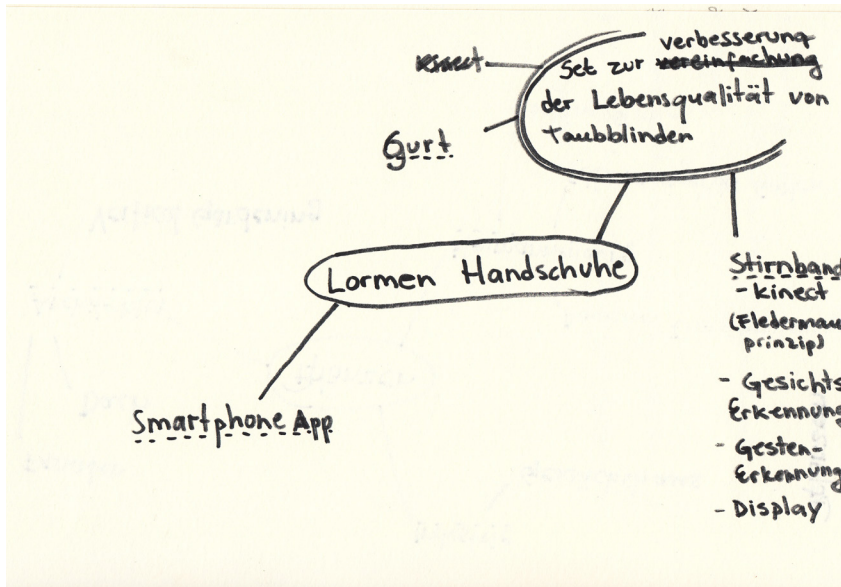 verbesserung
Set zur vereinfachung
der Lebensqualität von
Taubblinden
Gurt
Lormen Handschuhe
Smartphone App
Stirnband
- kinect
(Fledermau
prinzip)
- Gesichts
Erkennung
- Gesten-
Erkennung
- Display